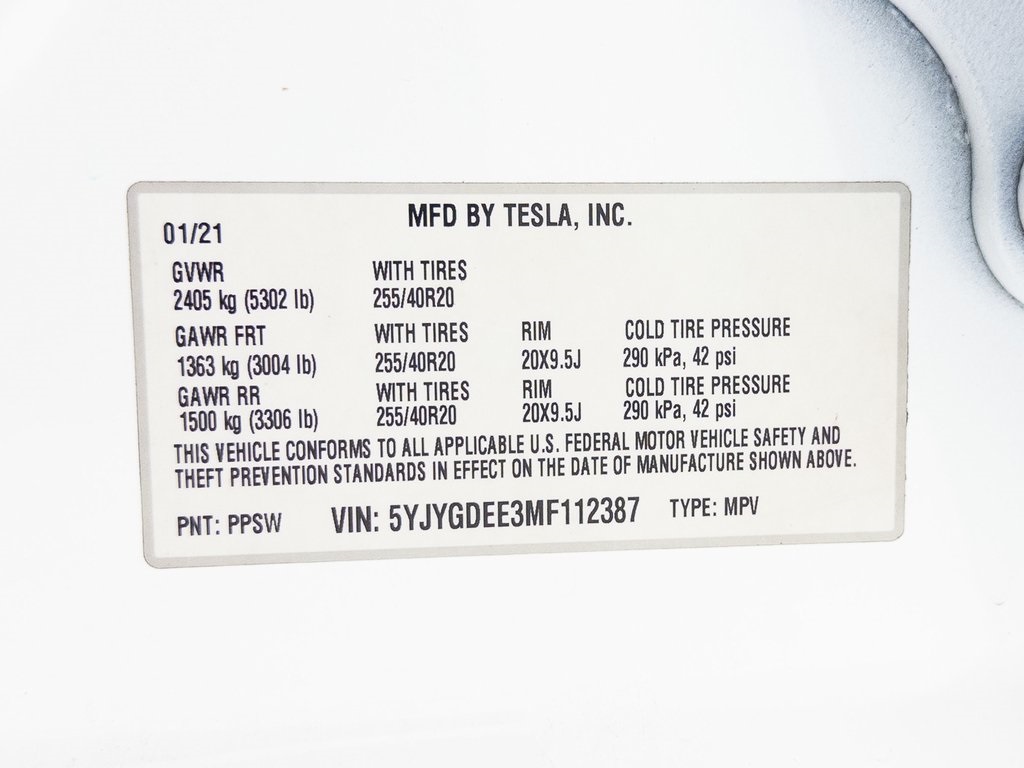 MFD BY TESLA, INC.
01/21
GVWR WITH TIRES
2405 kg (5302 lb) 255/40R20
GAWR FRT WITH TIRES RIM COLD TIRE PRESSURE
1363 kg (3004 lb) 255/40R20 20X9.5J 290 kPa, 42 psi
GAWR RR WITH TIRES RIM COLD TIRE PRESSURE
1500 kg (3306 lb) 255/40R20 20X9.5J 290 kPa, 42 psi
THIS VEHICLE CONFORMS TO ALL APPLICABLE U.S. FEDERAL MOTOR VEHICLE SAFETY AND
THEFT PREVENTION STANDARDS IN EFFECT ON THE DATE OF MANUFACTURE SHOWN ABOVE.
PNT: PPSW VIN: 5YJYGDEE3MF112387 TYPE: MPV